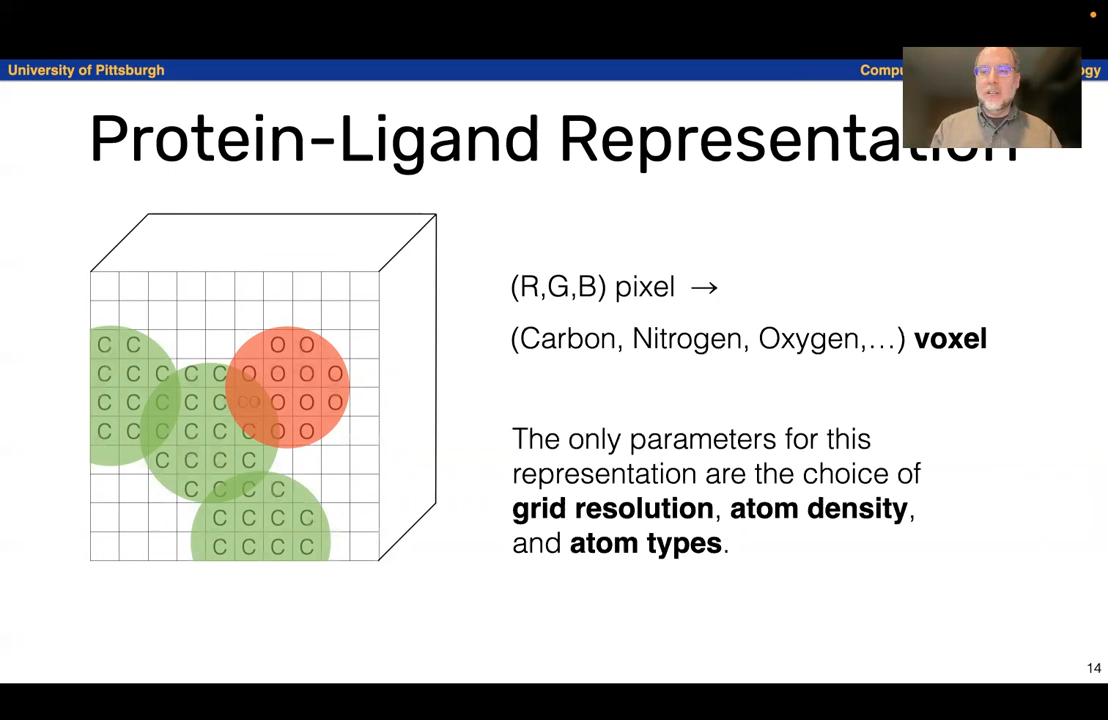 University of Pittsburgh
Protein-Ligand Representation
(R,G,B) pixel →
(Carbon, Nitrogen, Oxygen,...) voxel
The only parameters for this
representation are the choice of
grid resolution, atom density,
and atom types.
C C O O
C C C C C O O O O
C C C C C CO O O O
C C C C C C O O
C C C C
C C C C
C C C C
C C C C
14